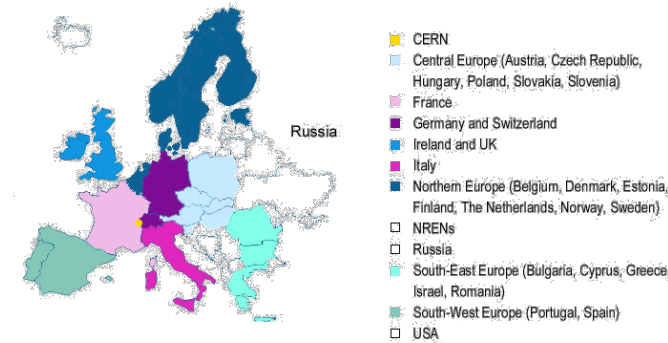 Russia
CERN
Central Europe (Austria, Czech Republic,
Hungary, Poland, Slovakia, Slovenia)
France
Germany and Switzerland
Ireland and UK
Italy
Northern Europe (Belgium, Denmark, Estonia,
Finland, The Netherlands, Norway, Sweden)
NRENs
Russia
South-East Europe (Bulgaria, Cyprus, Greece
Israel, Romania)
South-West Europe (Portugal, Spain)
USA